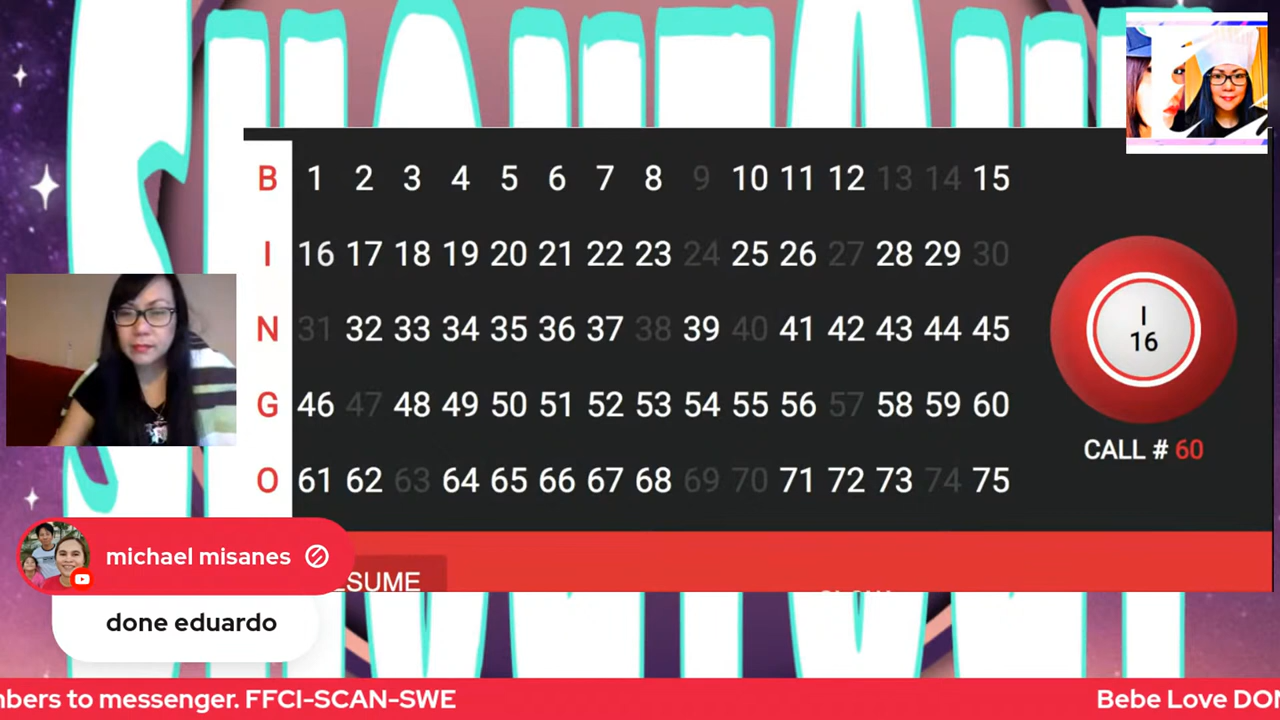 B 1 2 3 4 5 6 7 8 9 10 11 12 13 14 15
I 16 17 18 19 20 21 22 23 24 25 26 27 28 29 30
N 31 32 33 34 35 36 37 38 39 40 41 42 43 44 45
G 46 47 48 49 50 51 52 53 54 55 56 57 58 59 60
O 61 62 63 64 65 66 67 68 69 70 71 72 73 74 75
I
16
CALL # 60
ESUME
michael misanes
done eduardo
mbers to messenger. FFCI-SCAN-SWE
Bebe Love DON